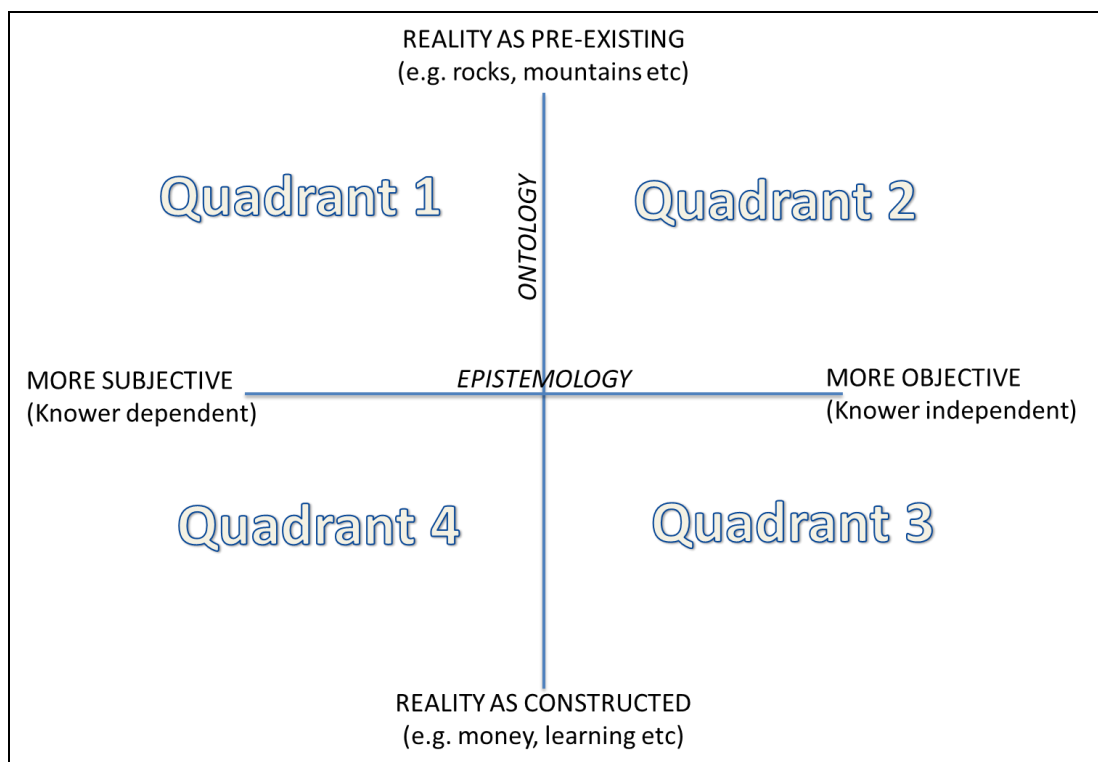 REALITY AS PRE-EXISTING
(e.g. rocks, mountains etc)
Quadrant 1
ONTOLOGY
Quadrant 2
MORE SUBJECTIVE
(Knower dependent)
EPISTEMOLOGY
MORE OBJECTIVE
(Knower independent)
Quadrant 4
Quadrant 3
REALITY AS CONSTRUCTED
(e.g. money, learning etc)